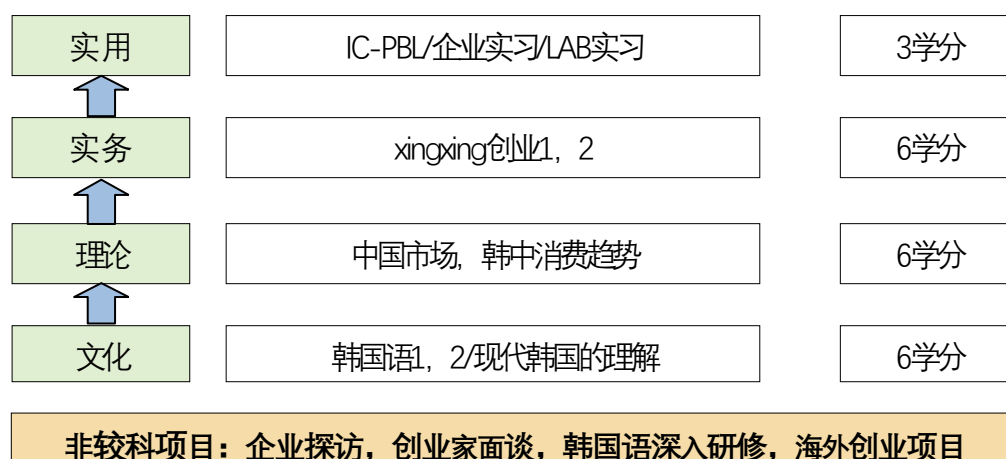 实用 IC-PBL/企业实习/LAB实习 3学分
实务 xingxing创业1, 2 6学分
理论 中国市场, 韩中消费趋势 6学分
文化 韩国语1, 2/现代韩国的理解 6学分
非较科项目：企业探访，创业家面谈，韩国语深入研修，海外创业项目